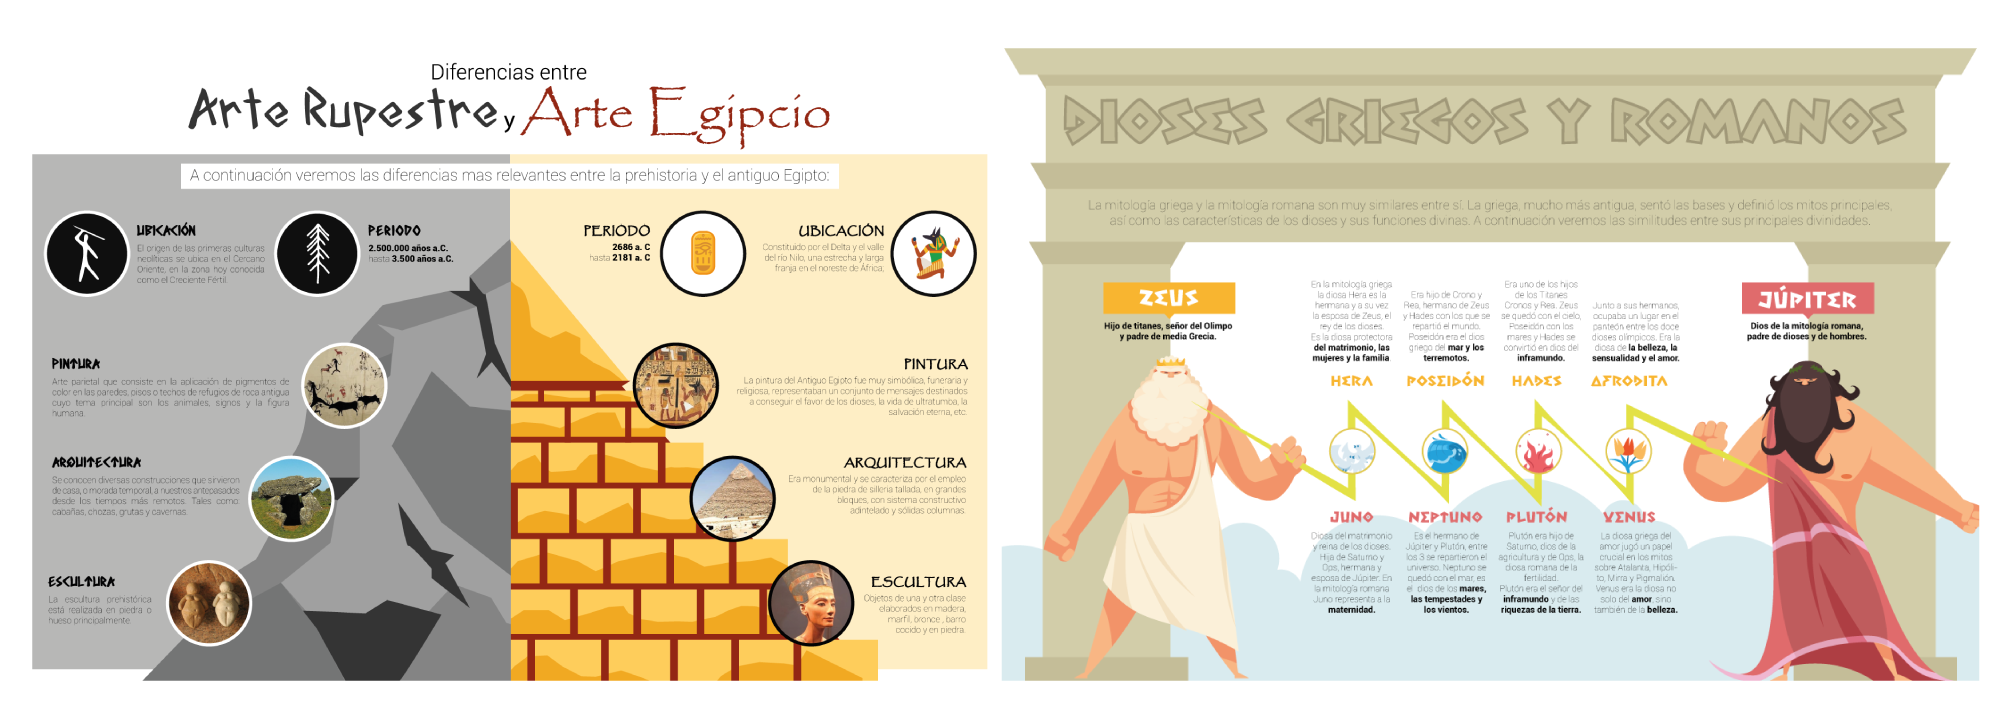 Diferencias entre
Arte Rupestre y Arte Egipcio
A continuación veremos las diferencias mas relevantes entre la prehistoria y el antiguo Egipto:
UBICACIÓN
El origen de las primeras culturas
neolíticas se ubica en el Cercano
Oriente, en la zona hoy conocida
como el Creciente Fértil.
PERIODO
2.500.000 años a.C.
hasta 3.500 años a.C.
PINTURA
Arte parietal que consiste en la aplicación de pigmentos de
color en las paredes, pisos o techos de refugios de roca antigua
cuyo tema principal son los animales, signos y la figura
humana.
ARQUITECTURA
Se conocen diversas construcciones que sirvieron
de casa, o morada temporal, a nuestros antepasados
desde los tiempos más remotos. Tales como:
cabañas, chozas, grutas y cavernas.
ESCULTURA
La escultura prehistórica
está realizada en piedra o
hueso principalmente.
PERIODO
2686 a. C
hasta 2181 a. C
UBICACIÓN
Constituido por el Delta y el valle
del río Nilo, una estrecha y larga
franja en el noreste de África;
PINTURA
La pintura del Antiguo Egipto fue muy simbólica, funeraria y
religiosa, representaban un conjunto de mensajes destinados
a conseguir el favor de los dioses, la vida de ultratumba, la
salvación eterna, etc.
ARQUITECTURA
Era monumental y se caracteriza por el empleo
de la piedra de sillería tallada, en grandes
bloques, con sistema constructivo
adintelado y sólidas columnas.
ESCULTURA
Objetos de una y otra clase
elaborados en madera,
marfil, bronce , barro
cocido y en piedra.
DIOSES GRIEGOS Y ROMANOS
La mitología griega y la mitología romana son muy similares entre sí. La griega, mucho más antigua, sentó las bases y definió los mitos principales,
así como las características de los dioses y sus funciones divinas. A continuación veremos las similitudes entre sus principales divinidades.
ZEUS
Hijo de titanes, señor del Olimpo
y padre de media Grecia.
En la mitología griega
la diosa Hera es la
hermana y a su vez
la esposa de Zeus, el
rey de los dioses.
Es la diosa protectora
del matrimonio, las
mujeres y la familia.
HERA
Era hijo de Crono y
Rea, hermano de Zeus
y Hades con los que se
repartió el mundo.
Poseidón era el dios
griego del mar y los
terremotos.
POSEIDÓN
Era uno de los hijos
de los Titanes
Cronos y Rea. Zeus
se quedó con el cielo,
Poseidón con los
mares y Hades se
convirtió en dios del
inframundo.
HADES
Junto a sus hermanos,
ocupaba un lugar en el
panteón entre los doce
dioses olímpicos. Era la
diosa de la belleza, la
sensualidad y el amor.
AFRODITA
JÚPITER
Dios de la mitología romana,
padre de dioses y de hombres.
JUNO
Diosa del matrimonio
y reina de los dioses.
Hija de Saturno y
Ops, hermana y
esposa de Júpiter. En
la mitología romana
Juno representa a la
maternidad.
NEPTUNO
Es el hermano de
Júpiter y Plutón, entre
los 3 se repartieron el
universo. Neptuno se
quedó con el mar, es
el dios de los mares,
las tempestades y
los vientos.
PLUTÓN
Plutón era hijo de
Saturno, dios de la
agricultura y de Ops, la
diosa romana de la
fertilidad.
Plutón era el señor del
inframundo y de las
riquezas de la tierra.
VENUS
La diosa griega del
amor jugó un papel
crucial en los mitos
sobre Atalanta, Hipóli-
to, Mirra y Pigmalión.
Venus era la diosa no
solo del amor, sino
también de la belleza.